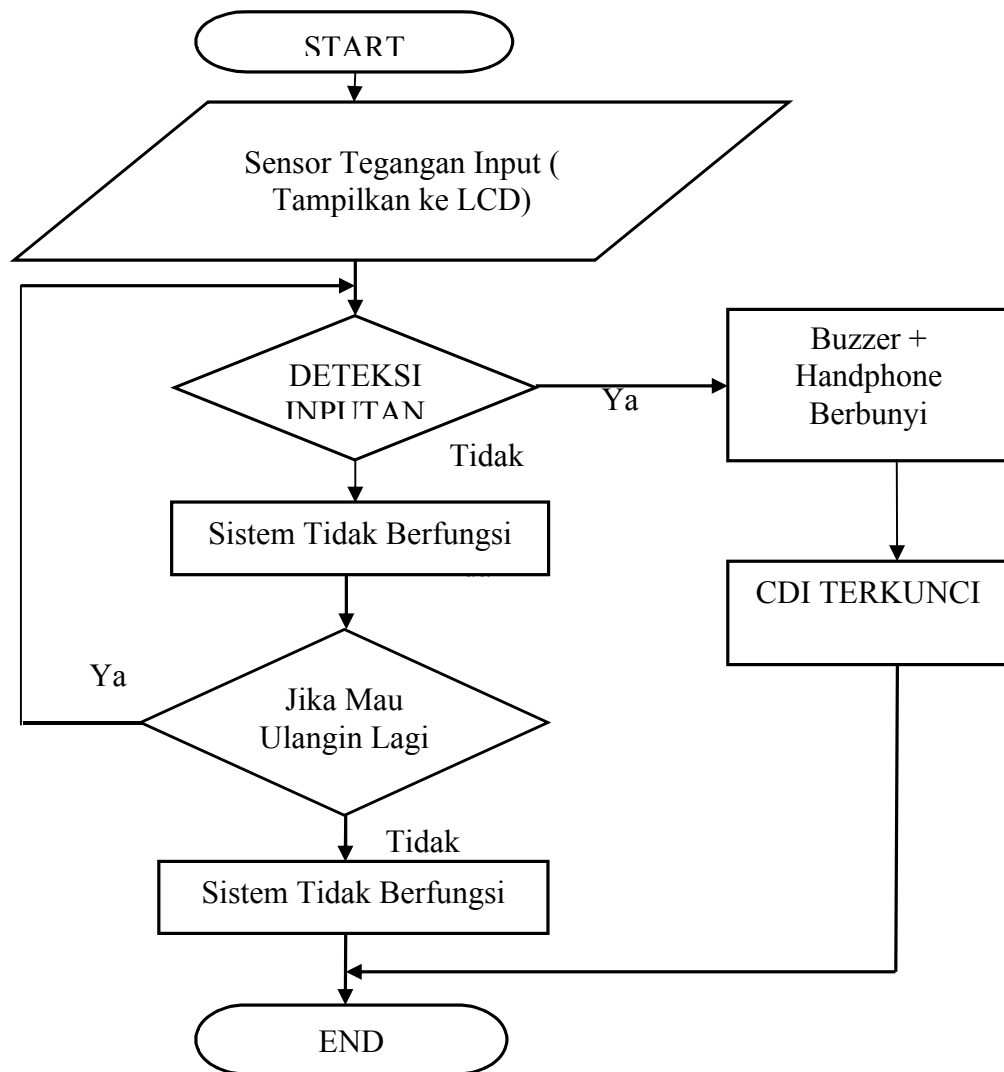 START
Sensor Tegangan Input (
Tampilkan ke LCD)
DETEKSI
INPUTAN
Ya
Buzzer +
Handphone
Berbunyi
Tidak
Sistem Tidak Berfungsi
CDI TERKUNCI
Ya
Jika Mau
Ulangin Lagi
Tidak
Sistem Tidak Berfungsi
END